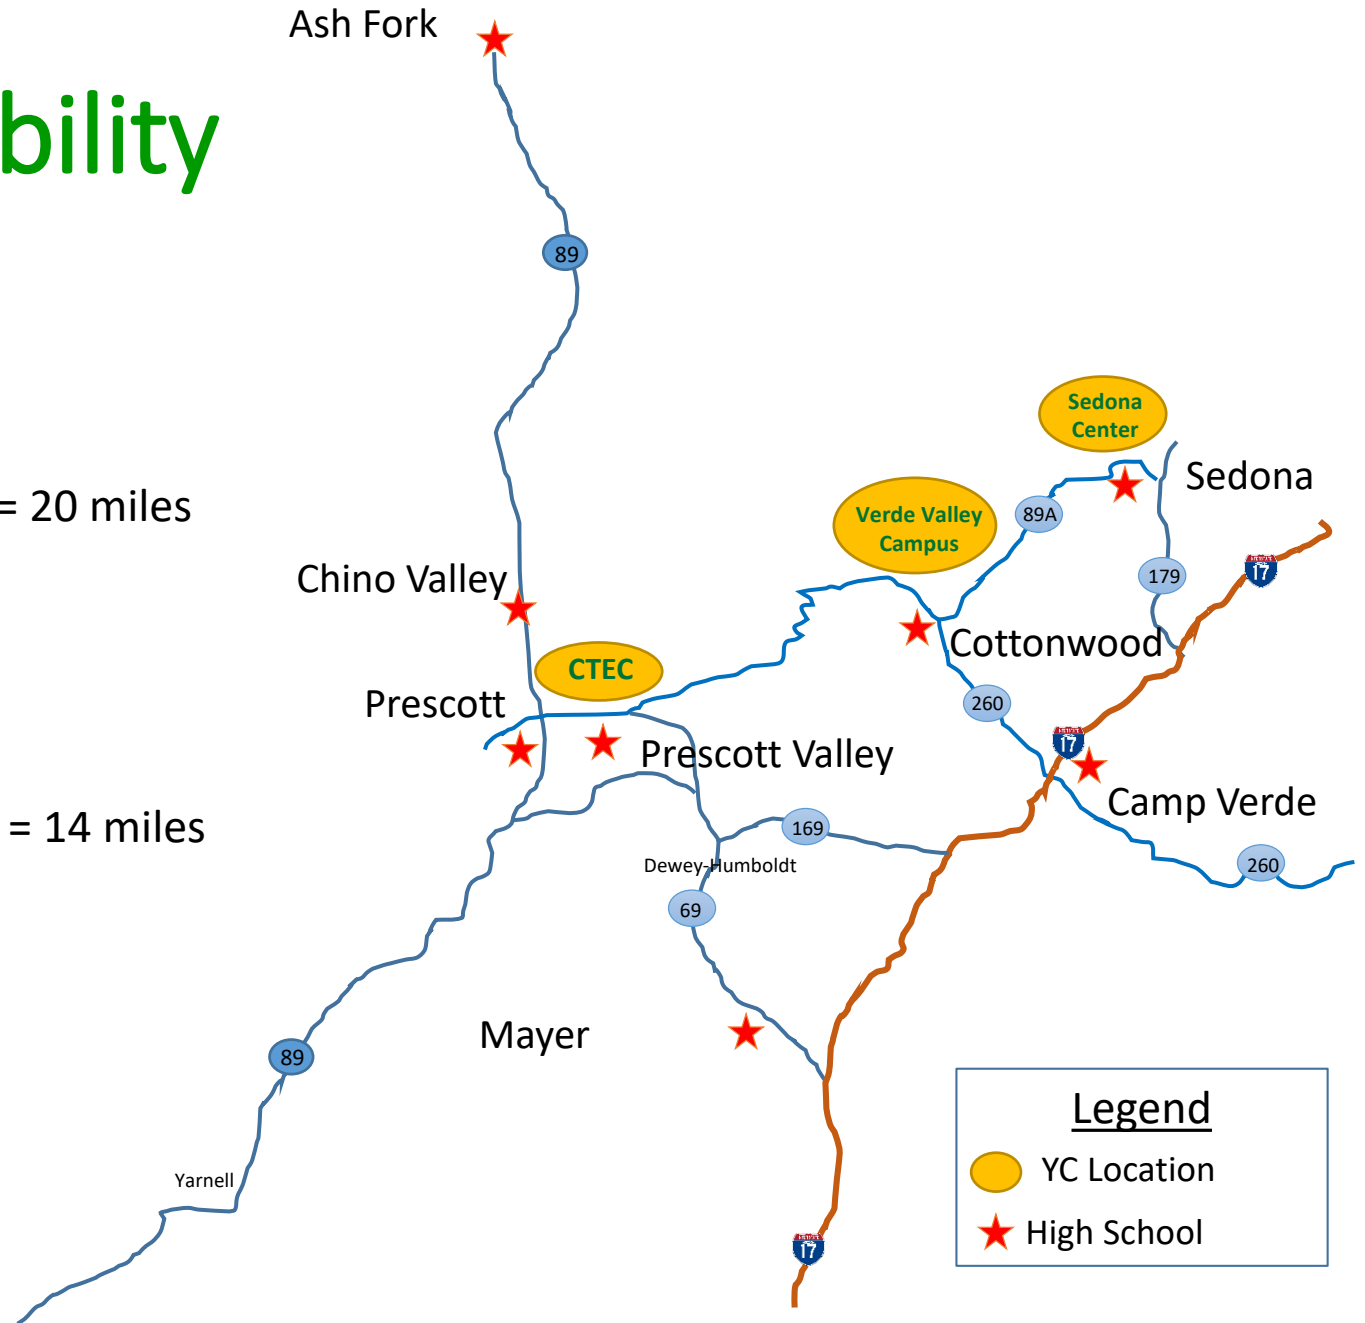 Ash Fork
bility
89
Sedona
Center
Sedona
= 20 miles
Verde Valley
Campus
89A
17
179
Chino Valley
Cottonwood
CTEC
Prescott
260
17
Prescott Valley
Camp Verde
= 14 miles
169
Dewey-Humboldt
260
69
Mayer
89
Yarnell
17
Legend
YC Location
High School